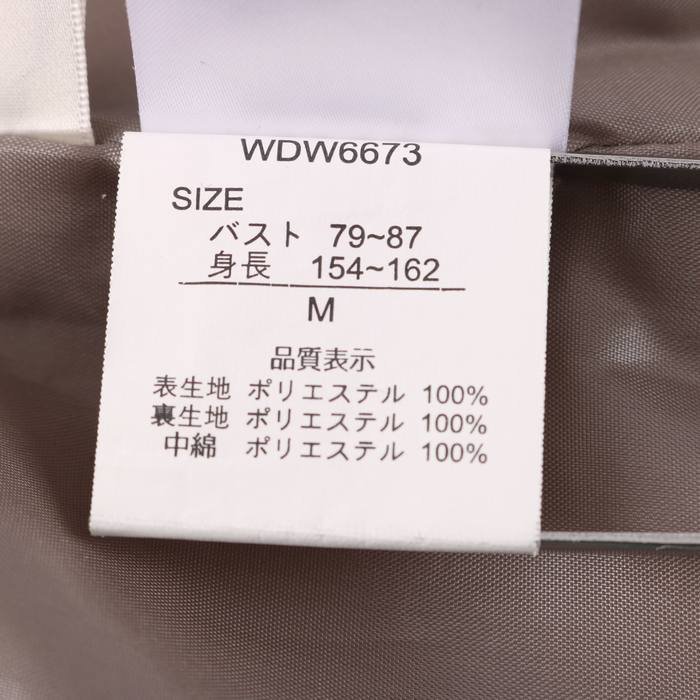 WDW6673
SIZE
バスト 79~87
身長 154~162
M
品質表示
表生地 ポリエステル 100%
裏生地 ポリエステル 100%
中綿 ポリエステル 100%